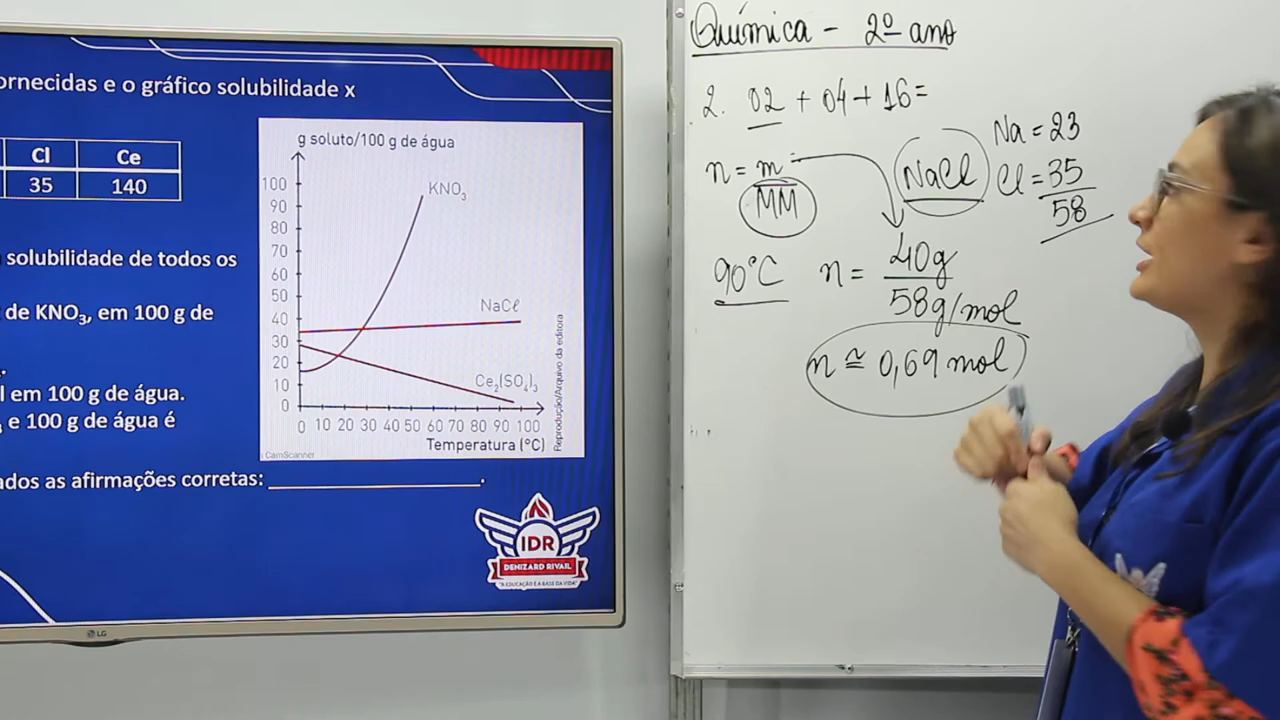 ornecidas e o gráfico solubilidade x
Cl Ce
35 140
solubilidade de todos os
de KNO₃, em 100 g de
l em 100 g de água.
e 100 g de água é
ados as afirmações corretas: ____________________.
g soluto/100 g de água
100
90
80
70
60
50
40
30
20
10
0
KNO₃
NaCℓ
Ce₂(SO₄)₃
0 10 20 30 40 50 60 70 80 90 100
Temperatura (°C)
Reprodução/Arquivo da editora
CamScanner
IDR
DENIZARD RIVAIL
"A EDUCAÇÃO É A BASE DA VIDA"
LG
Química - 2º ano
2. 02 + 04 + 16 =
n = m
MM
NaCl
Na = 23
Cl = 35
58
90°C n = 40g
58g/mol
n ≅ 0,69 mol